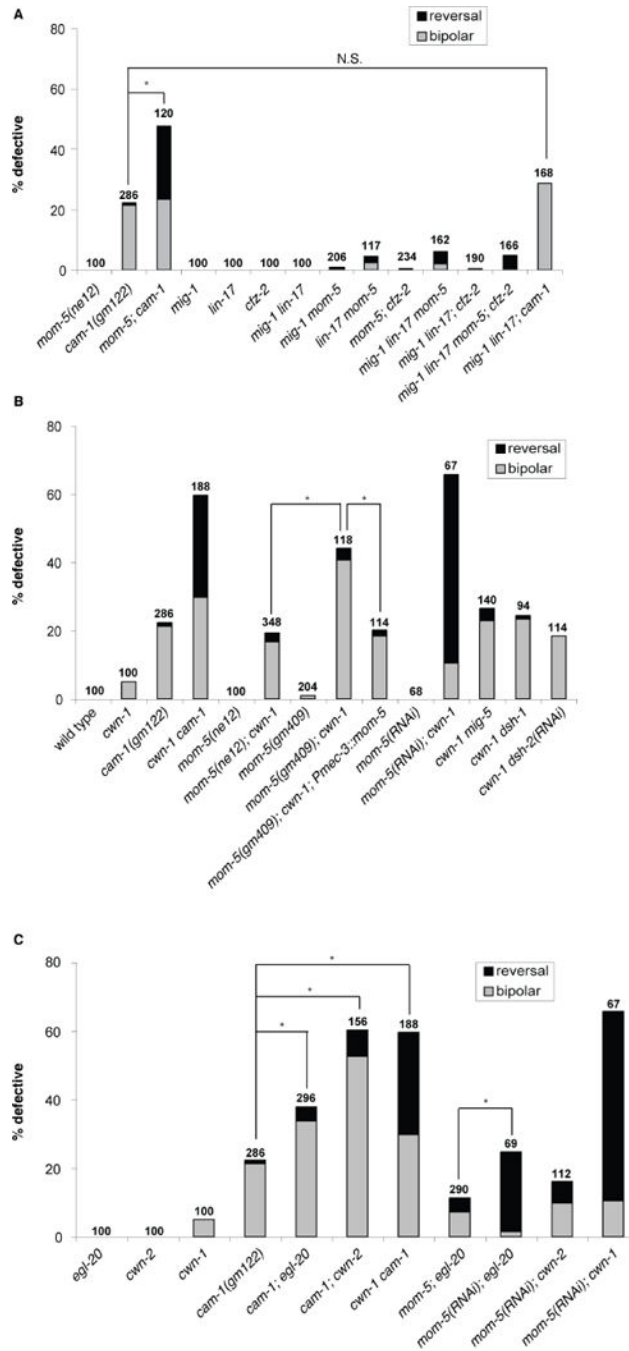 A
reversal
bipolar
% defective
80
60
40
20
0
N.S.
*
100
286
120
100
100
100
100
206
117
234
162
190
166
168
mom-5(ne12)
cam-1(gm122)
mom-5; cam-1
mig-1
lin-17
cfz-2
mig-1 lin-17
mig-1 mom-5
lin-17 mom-5
mom-5; cfz-2
mig-1 lin-17 mom-5
mig-1 lin-17; cfz-2
mig-1 lin-17 mom-5; cfz-2
mig-1 lin-17; cam-1
B
reversal
bipolar
% defective
80
60
40
20
0
*
*
100
100
286
188
100
348
204
118
114
68
67
140
94
114
wild type
cwn-1
cam-1(gm122)
cwn-1 cam-1
mom-5(ne12)
mom-5(ne12); cwn-1
mom-5(gm409)
mom-5(gm409); cwn-1
mom-5(gm409); cwn-1; Pmec-3::mom-5
mom-5(RNAi)
mom-5(RNAi); cwn-1
cwn-1 mig-5
cwn-1 dsh-1
cwn-1 dsh-2(RNAi)
C
reversal
bipolar
% defective
80
60
40
20
0
*
*
*
*
100
100
100
286
296
156
188
290
69
112
67
egl-20
cwn-2
cwn-1
cam-1(gm122)
cam-1; egl-20
cam-1; cwn-2
cwn-1 cam-1
mom-5; egl-20
mom-5(RNAi); egl-20
mom-5(RNAi); cwn-2
mom-5(RNAi); cwn-1